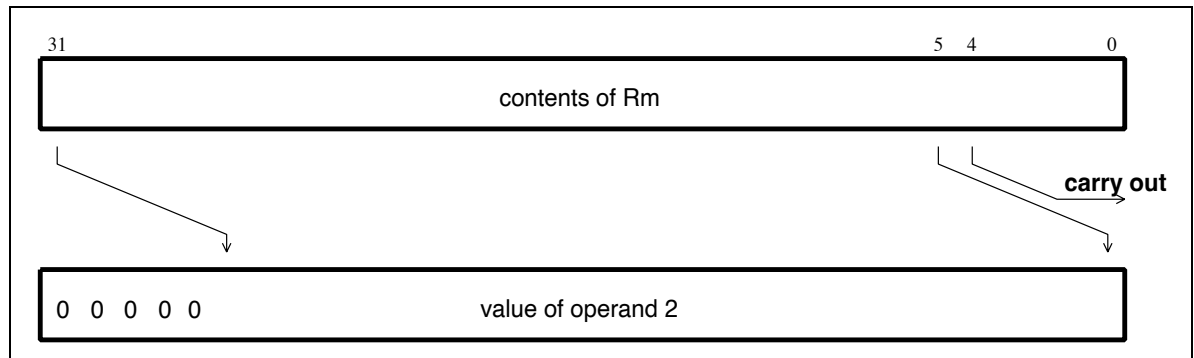 31 5 4 0
contents of Rm
carry out
0 0 0 0 0 value of operand 2